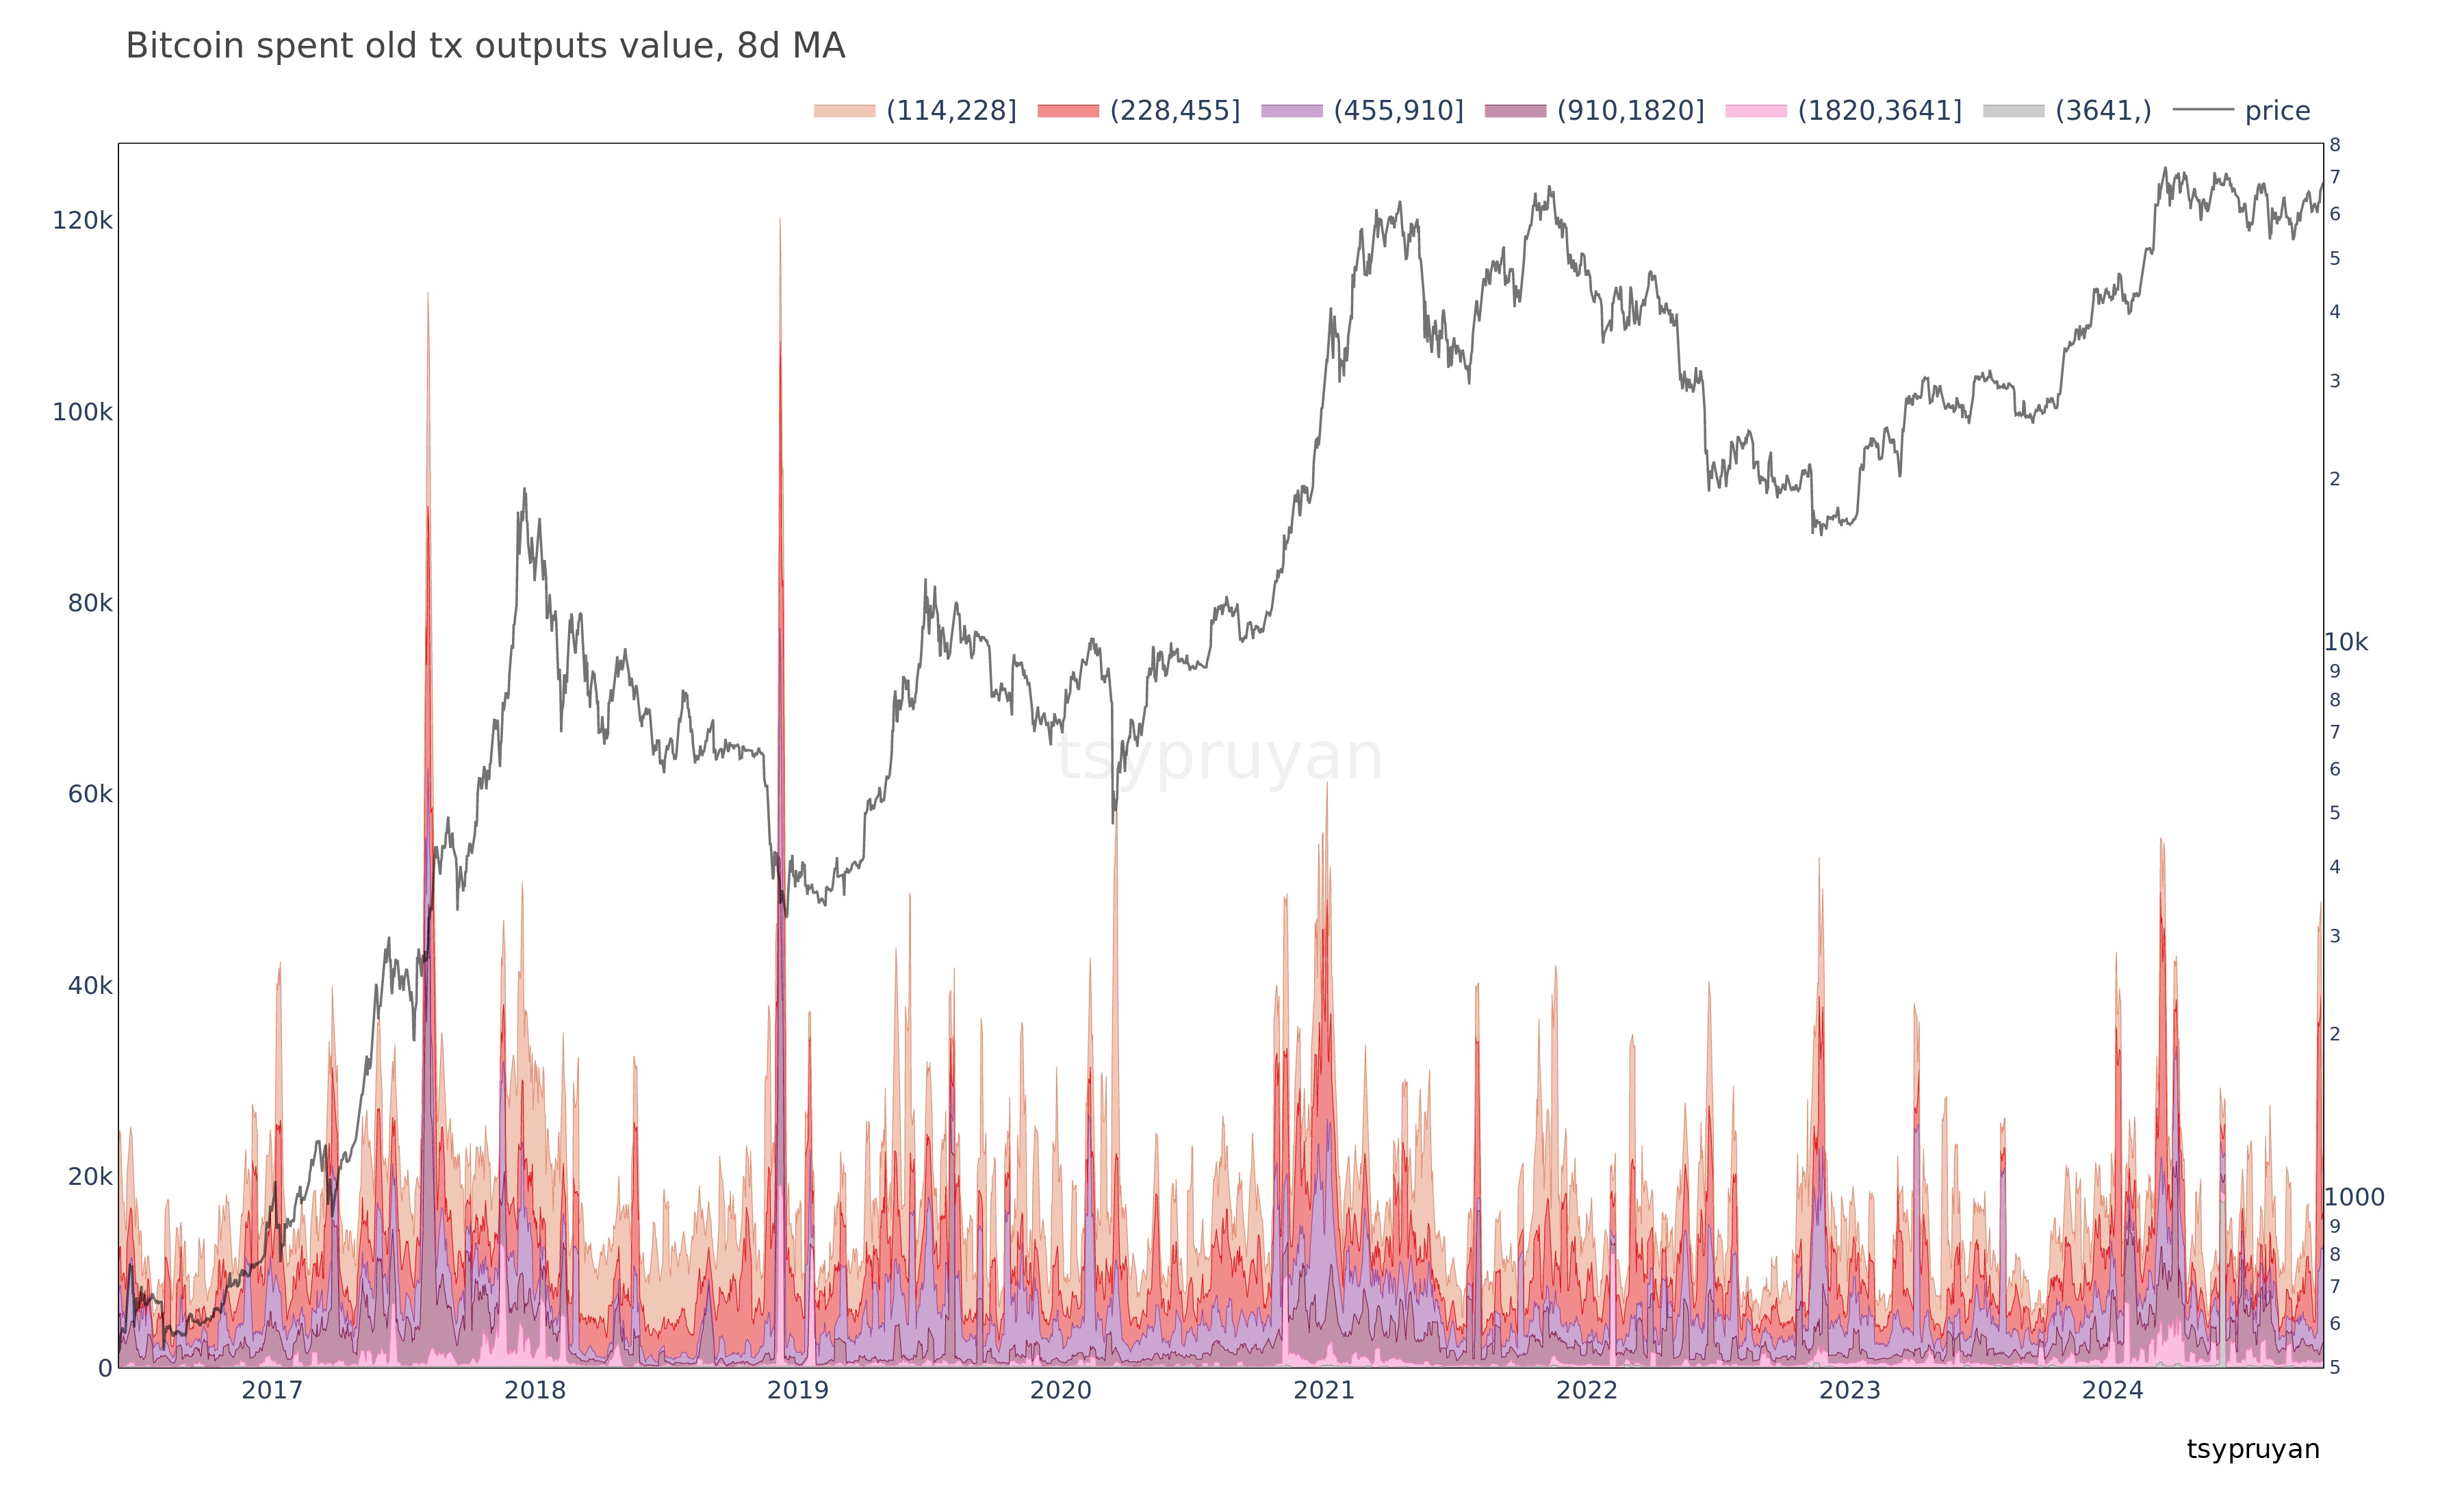 Bitcoin spent old tx outputs value, 8d MA
(114,228] (228,455] (455,910] (910,1820] (1820,3641] (3641,) price
120k
100k
80k
60k
40k
20k
0
8
7
6
5
4
3
2
10k
9
8
7
6
5
4
3
2
1000
9
8
7
6
5
tsypruyan
2017 2018 2019 2020 2021 2022 2023 2024
tsypruyan